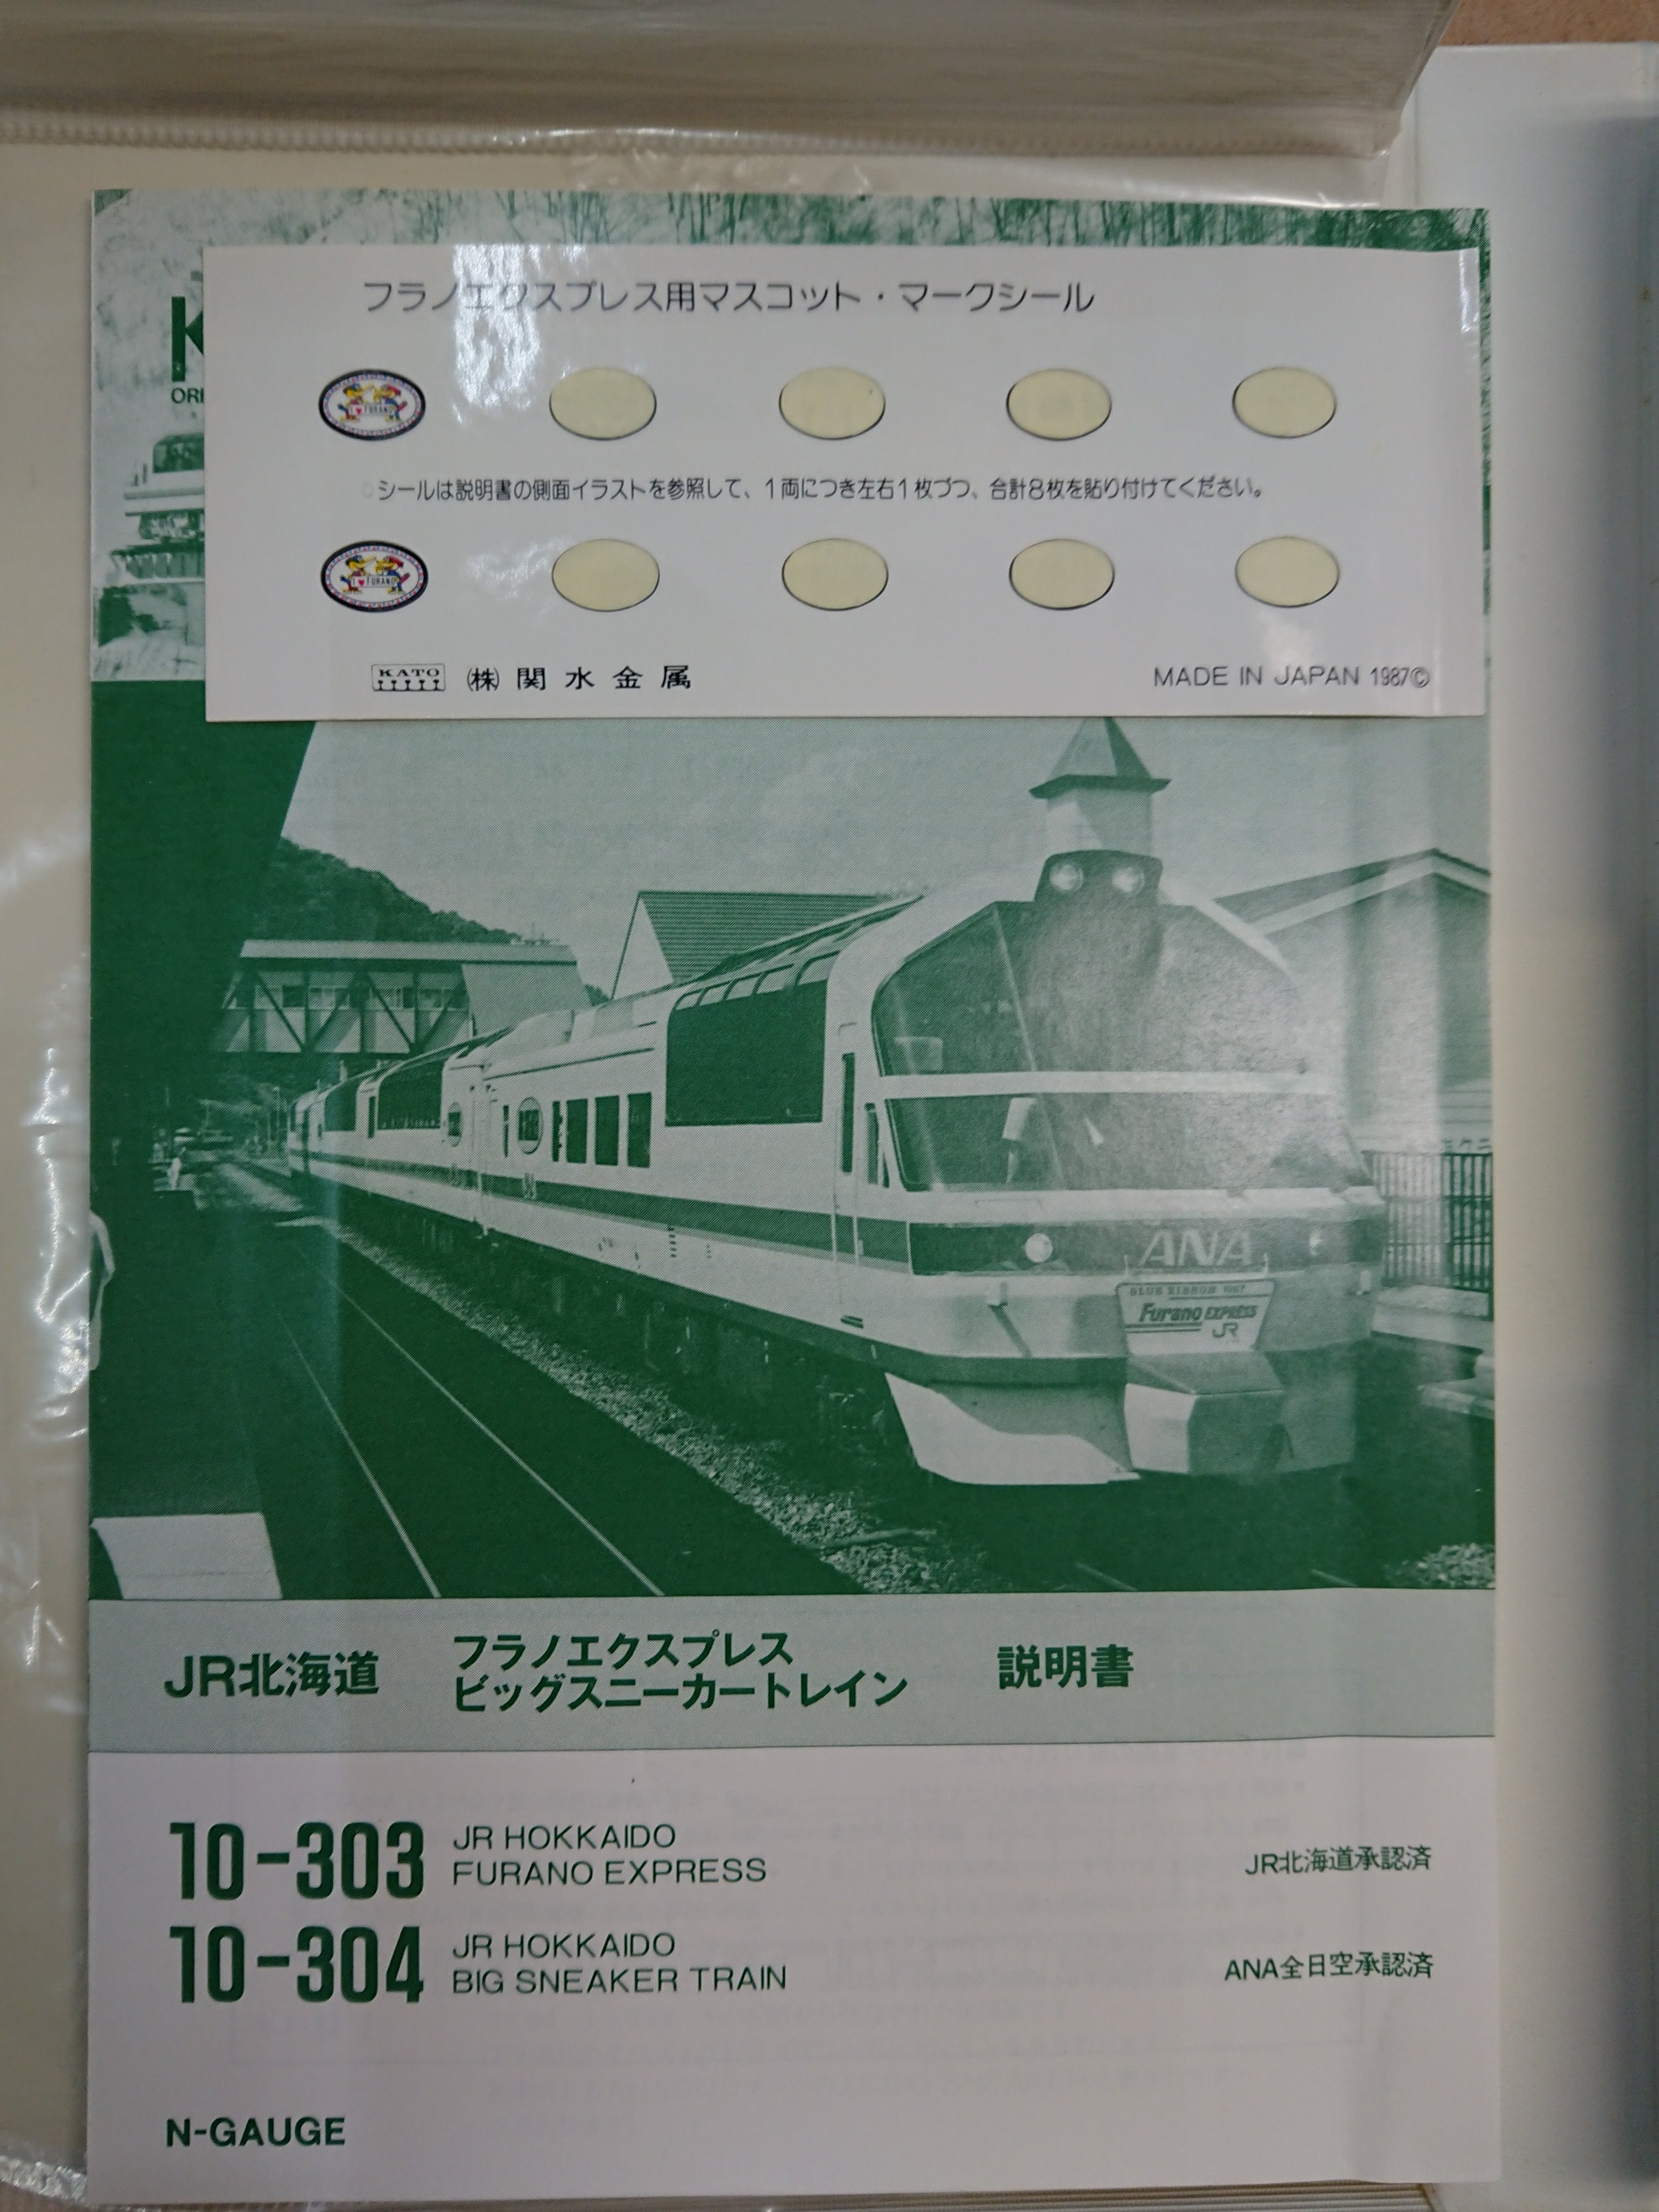 フラノエクスプレス用マスコット・マークシール
I ♥ FURANO
シールは説明書の側面イラストを参照して、1両につき左右1枚づつ、合計8枚を貼り付けてください。
I ♥ FURANO
KATO ㈱ 関水金属
MADE IN JAPAN 1987©
ANA
BLUE RIBBON 1987
Furano EXPRESS
JR
JR北海道
フラノエクスプレス
ビッグスニーカートレイン
説明書
10-303 JR HOKKAIDO
FURANO EXPRESS
JR北海道承認済
10-304 JR HOKKAIDO
BIG SNEAKER TRAIN
ANA全日空承認済
N-GAUGE